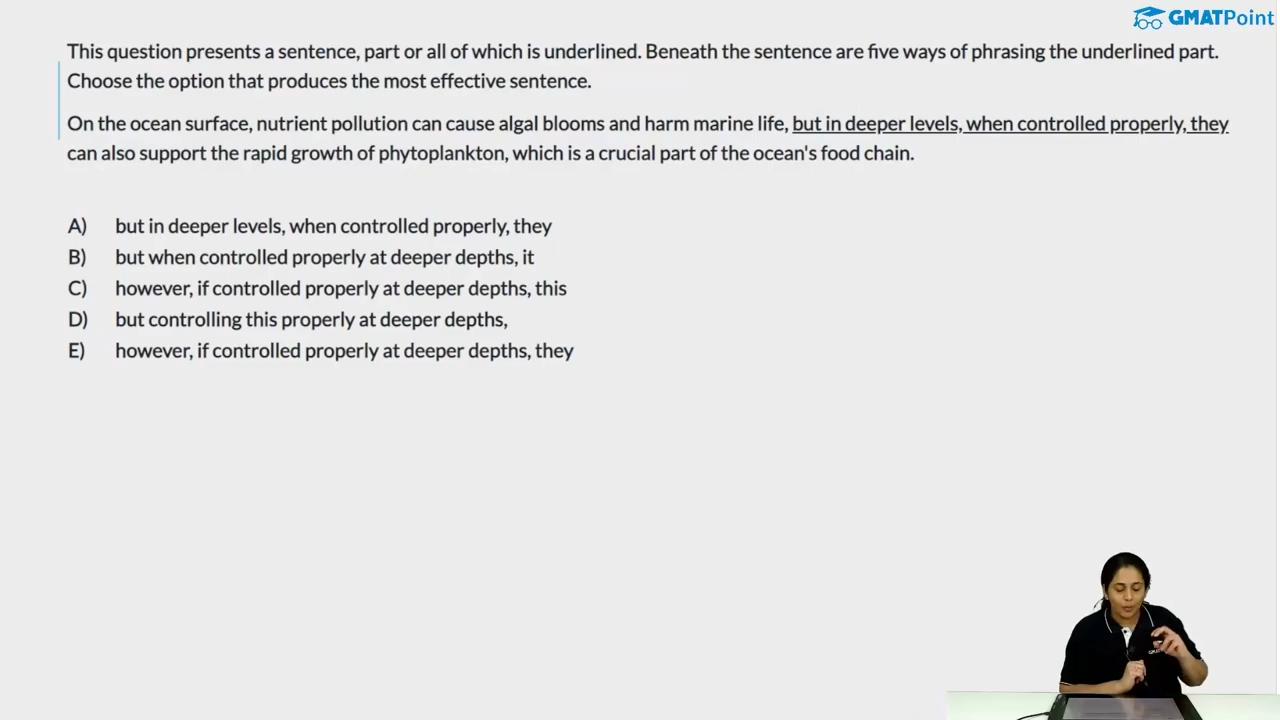 GMATPoint
This question presents a sentence, part or all of which is underlined. Beneath the sentence are five ways of phrasing the underlined part.
Choose the option that produces the most effective sentence.
On the ocean surface, nutrient pollution can cause algal blooms and harm marine life, but in deeper levels, when controlled properly, they
can also support the rapid growth of phytoplankton, which is a crucial part of the ocean's food chain.
A) but in deeper levels, when controlled properly, they
B) but when controlled properly at deeper depths, it
C) however, if controlled properly at deeper depths, this
D) but controlling this properly at deeper depths,
E) however, if controlled properly at deeper depths, they